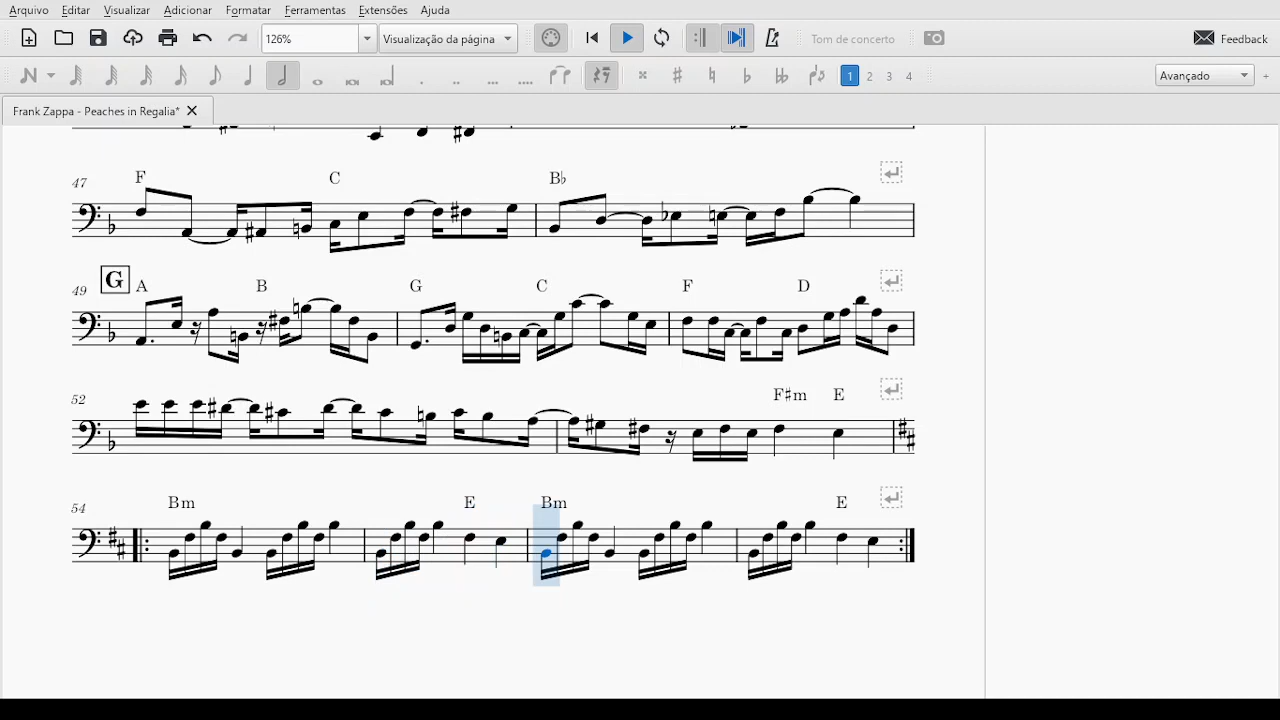 Arquivo Editar Visualizar Adicionar Formatar Ferramentas Extensões Ajuda
126% Visualização da página Tom de concerto Feedback
1 2 3 4 Avançado +
Frank Zappa - Peaches in Regalia*
47 F C B♭
G
49 A B G C F D
52 F♯m E
54 Bm E Bm E